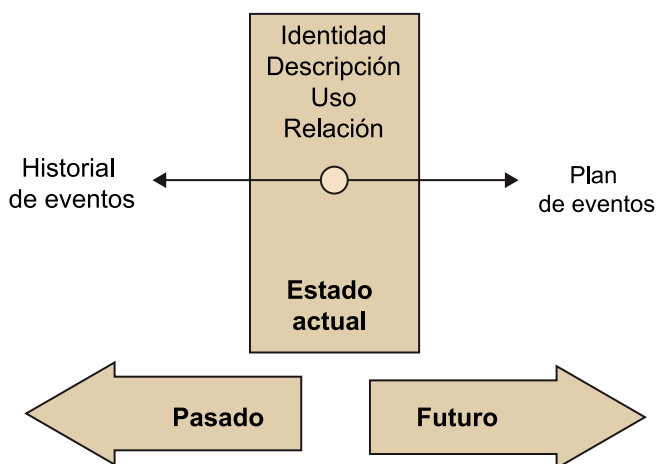 Identidad
Descripción
Uso
Relación
Historial
de eventos
Plan
de eventos
Estado
actual
Pasado
Futuro